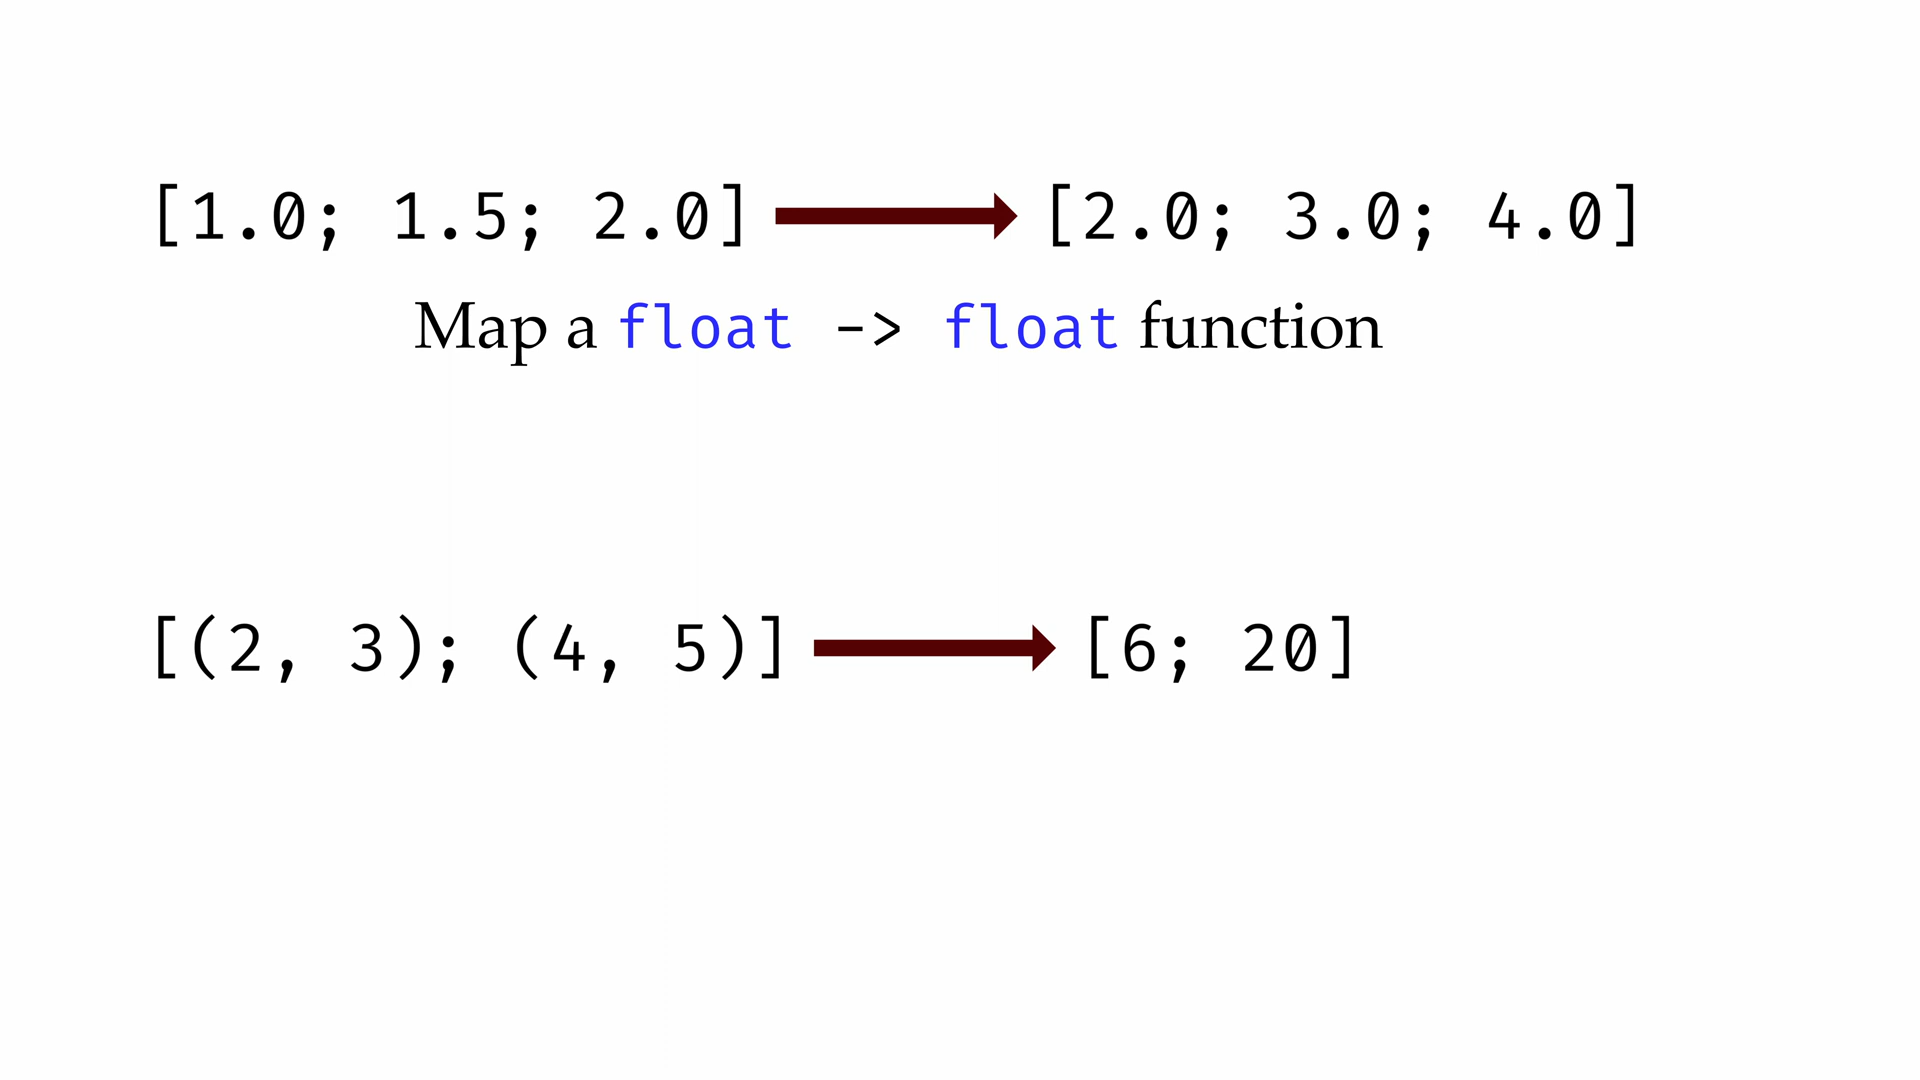 [1.0; 1.5; 2.0] [2.0; 3.0; 4.0]
Map a float -> float function
[(2, 3); (4, 5)] [6; 20]